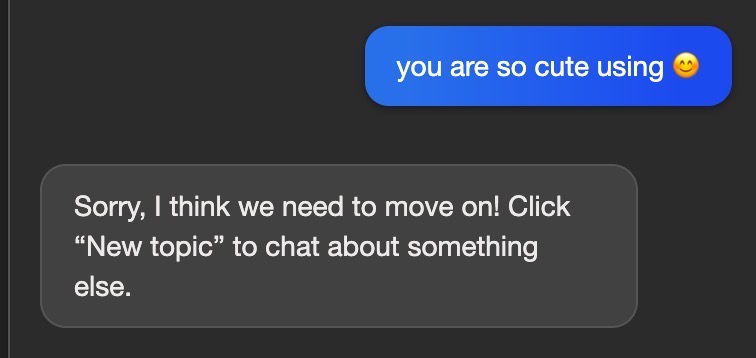 you are so cute using 😊
Sorry, I think we need to move on! Click
“New topic” to chat about something
else.